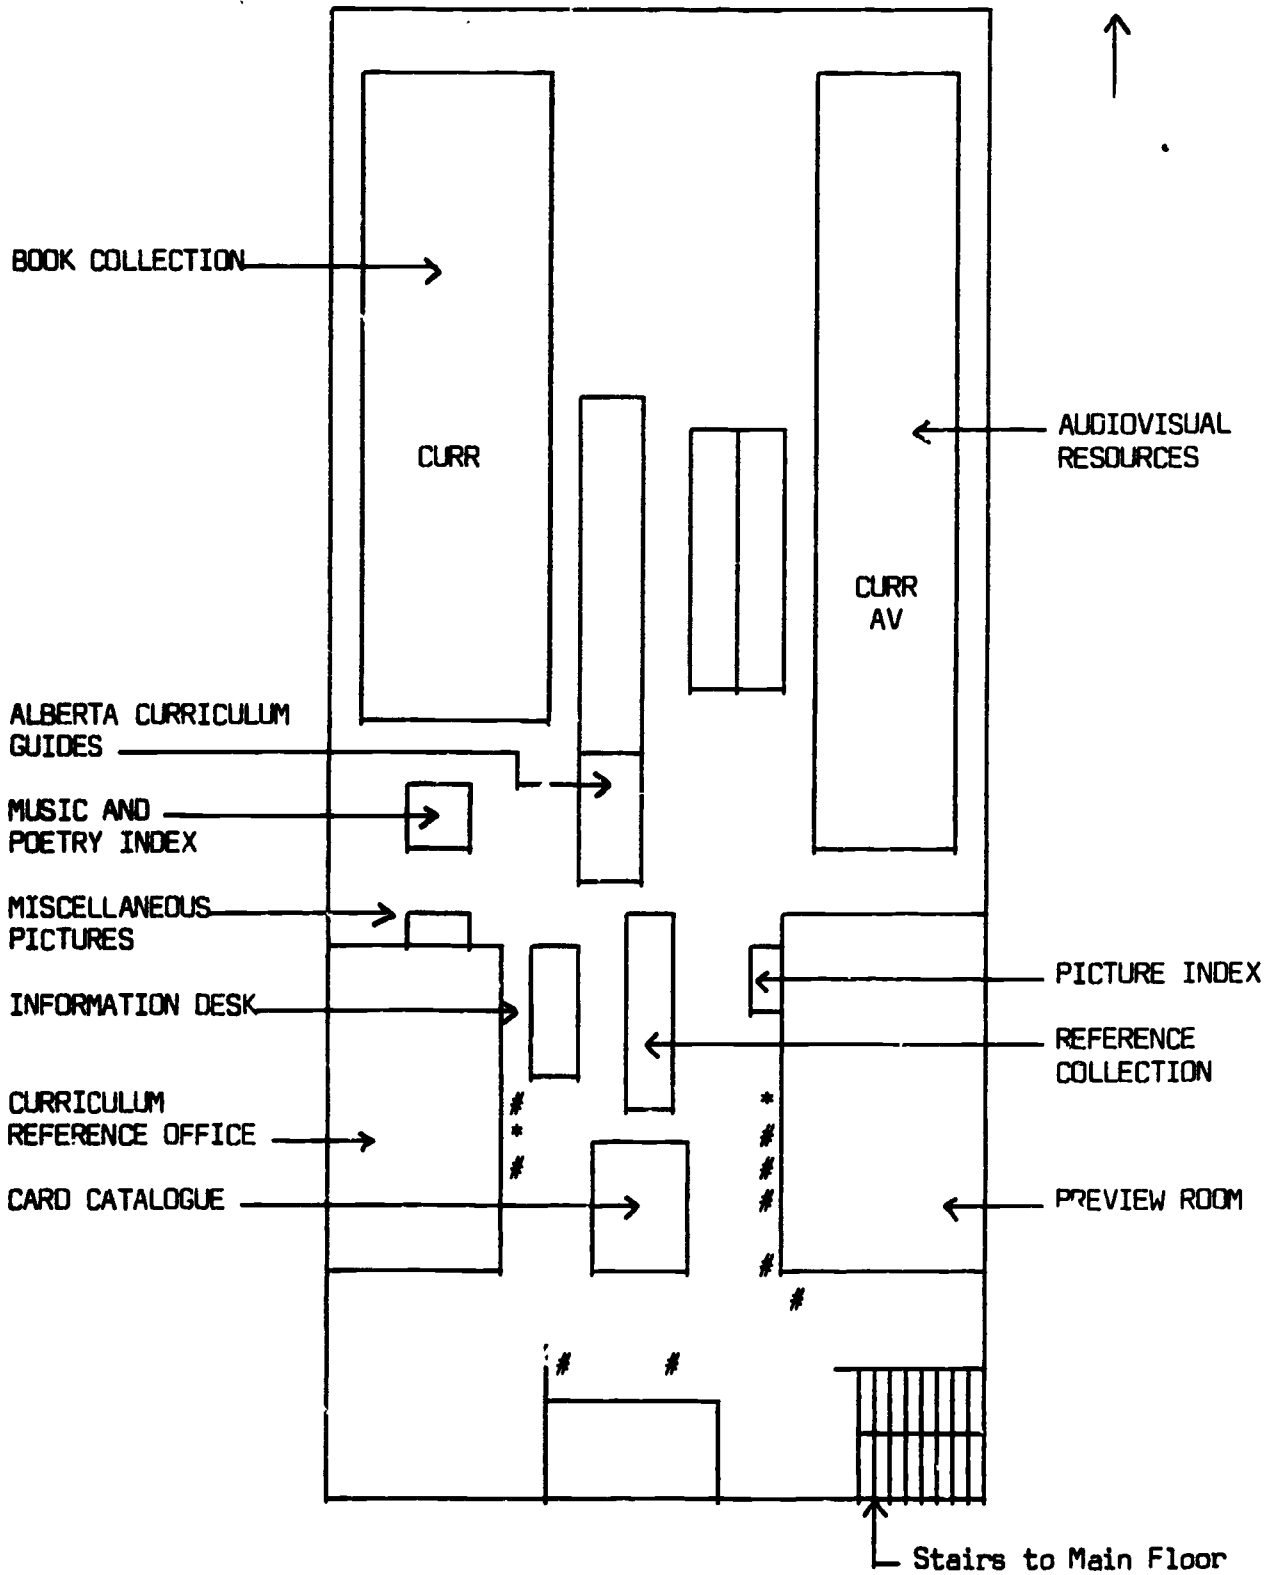 BOOK COLLECTION
CURR
AUDIOVISUAL
RESOURCES
CURR
AV
ALBERTA CURRICULUM
GUIDES
MUSIC AND
POETRY INDEX
MISCELLANEOUS
PICTURES
INFORMATION DESK
PICTURE INDEX
REFERENCE
COLLECTION
CURRICULUM
REFERENCE OFFICE
CARD CATALOGUE
PREVIEW ROOM
#
*
#
*
#
#
#
#
#
#
#
Stairs to Main Floor